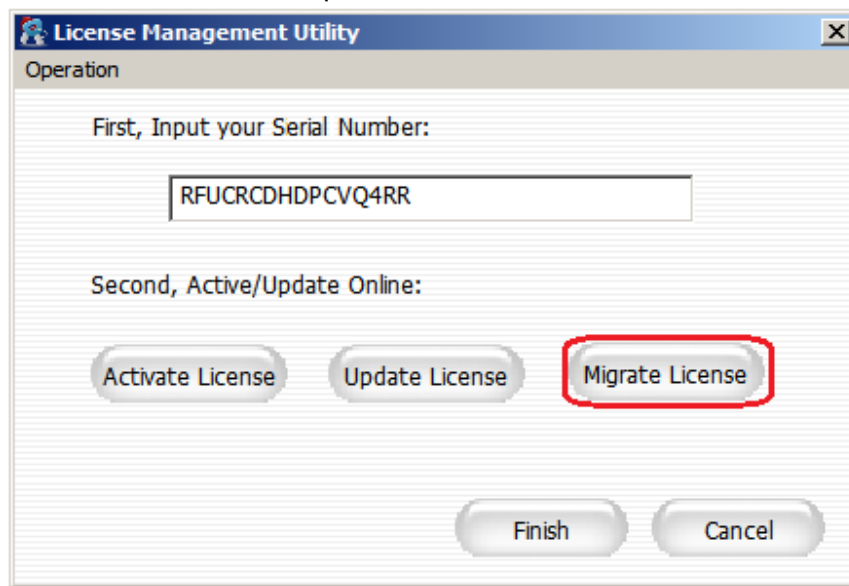 License Management Utility
Operation
First, Input your Serial Number:
RFUCRCDHDPCVQ4RR
Second, Active/Update Online:
Activate License Update License Migrate License
Finish Cancel